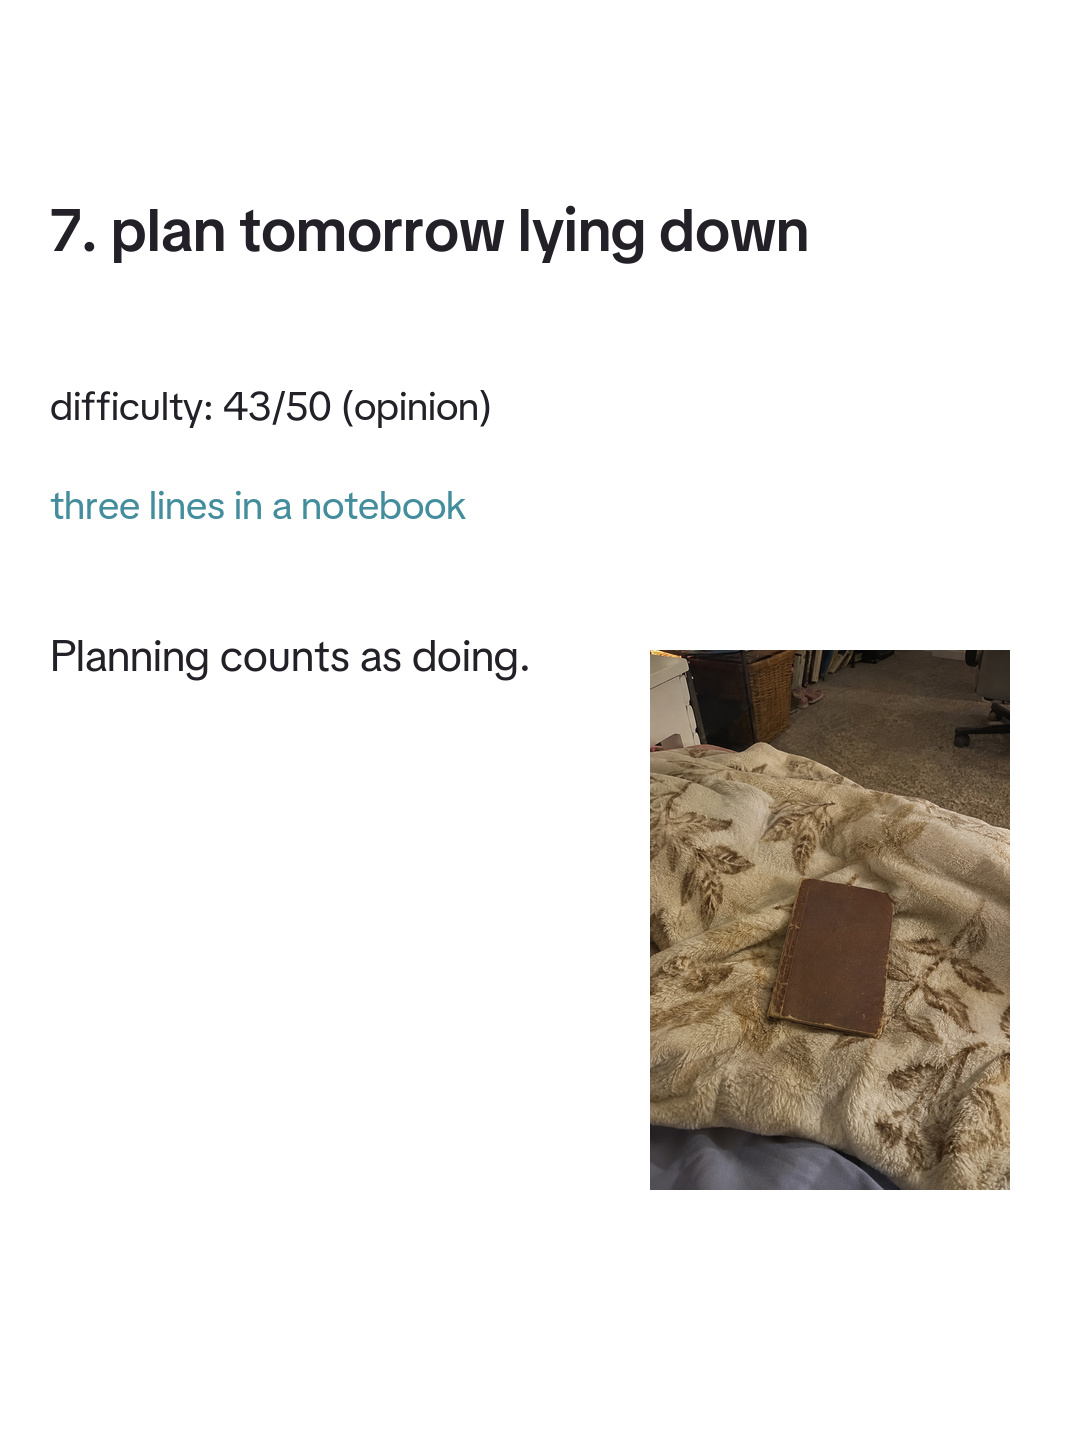 7. plan tomorrow lying down
difficulty: 43/50 (opinion)
three lines in a notebook
Planning counts as doing.